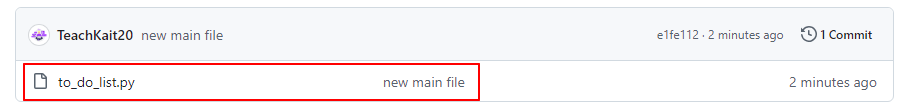 TeachKait20 new main file e1fe112 · 2 minutes ago 1 Commit
to_do_list.py new main file 2 minutes ago